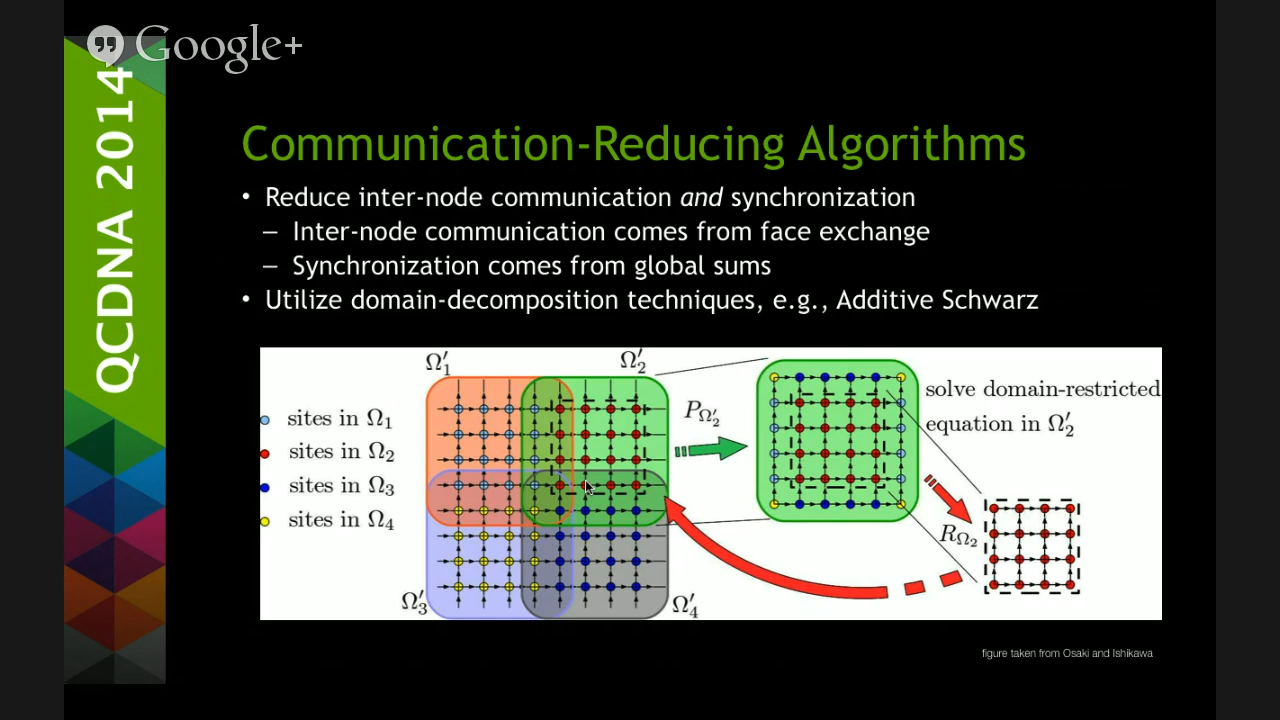 Google+
QCDNA 2014
Communication-Reducing Algorithms
• Reduce inter-node communication and synchronization
– Inter-node communication comes from face exchange
– Synchronization comes from global sums
• Utilize domain-decomposition techniques, e.g., Additive Schwarz
Ω′₁
Ω′₂
sites in Ω₁
sites in Ω₂
sites in Ω₃
sites in Ω₄
Ω′₃
Ω′₄
P_Ω′₂
solve domain-restricted
equation in Ω′₂
R_Ω₂
figure taken from Osaki and Ishikawa